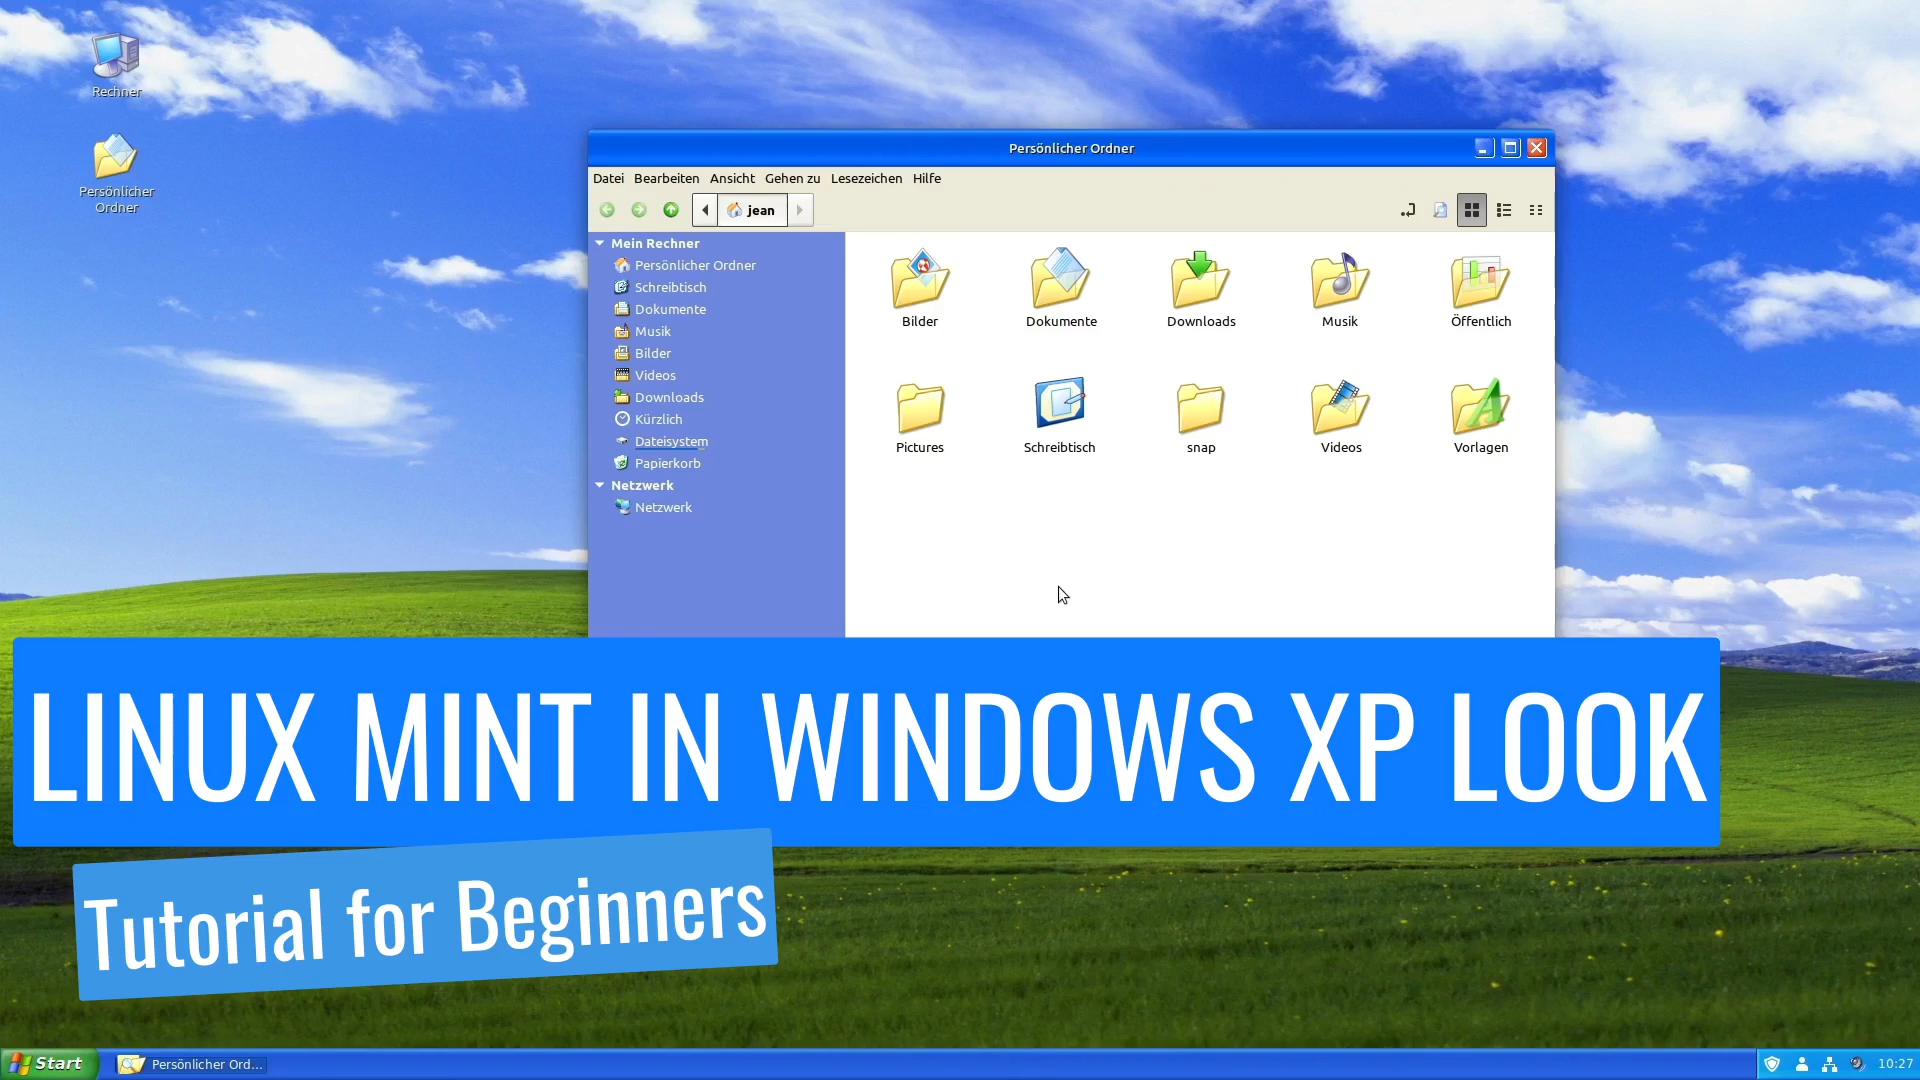 Rechner
Persönlicher
Ordner
Persönlicher Ordner
Datei Bearbeiten Ansicht Gehen zu Lesezeichen Hilfe
jean
Mein Rechner
Persönlicher Ordner
Schreibtisch
Dokumente
Musik
Bilder
Videos
Downloads
Kürzlich
Dateisystem
Papierkorb
Netzwerk
Netzwerk
Bilder Dokumente Downloads Musik Öffentlich
Pictures Schreibtisch snap Videos Vorlagen
LINUX MINT IN WINDOWS XP LOOK
Tutorial for Beginners
Start Persönlicher Ord... 10:27